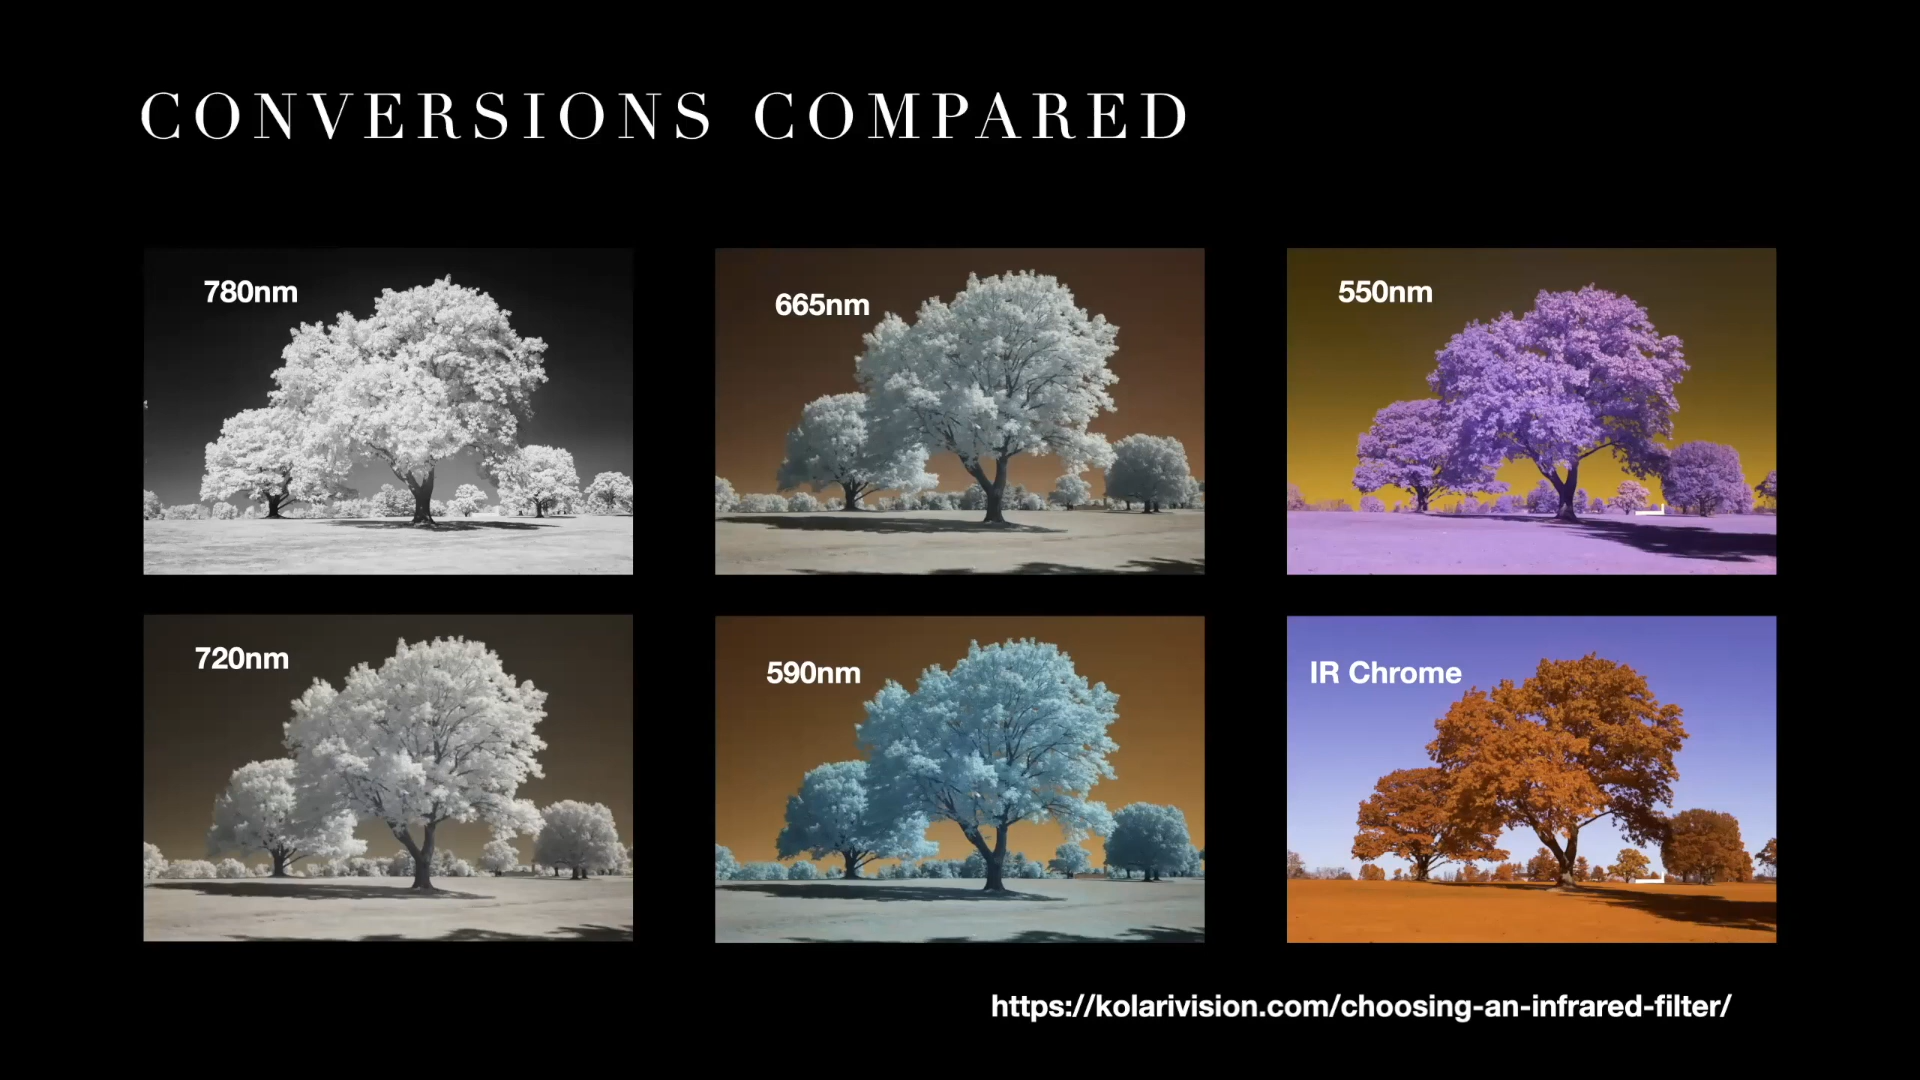 CONVERSIONS COMPARED
780nm
665nm
550nm
720nm
590nm
IR Chrome
https://kolarivision.com/choosing-an-infrared-filter/